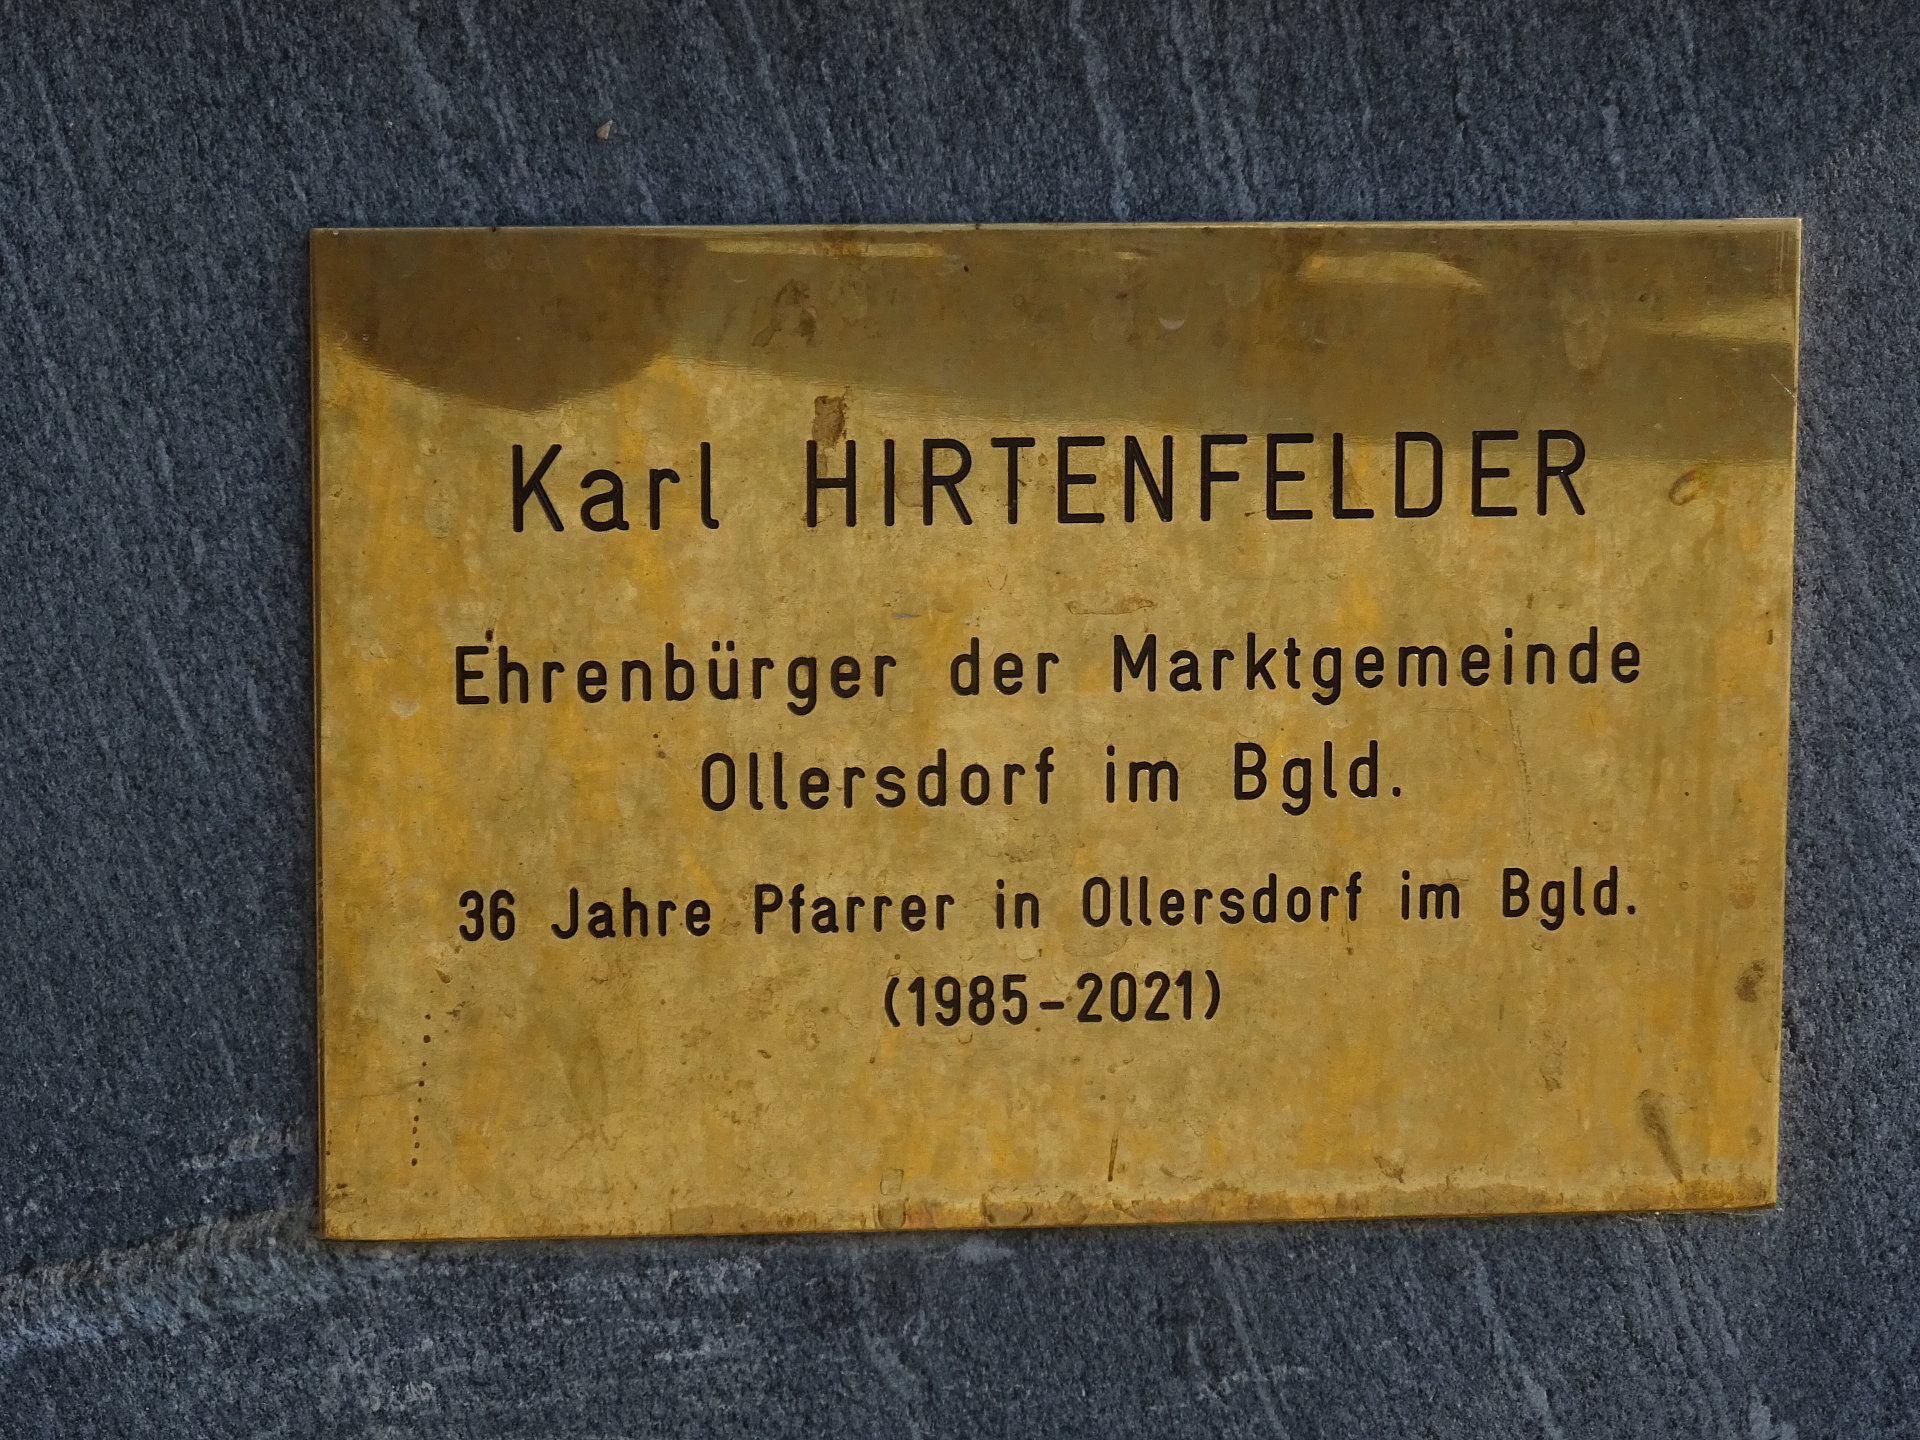 Karl HIRTENFELDER
Ehrenbürger der Marktgemeinde
Ollersdorf im Bgld.
36 Jahre Pfarrer in Ollersdorf im Bgld.
(1985-2021)